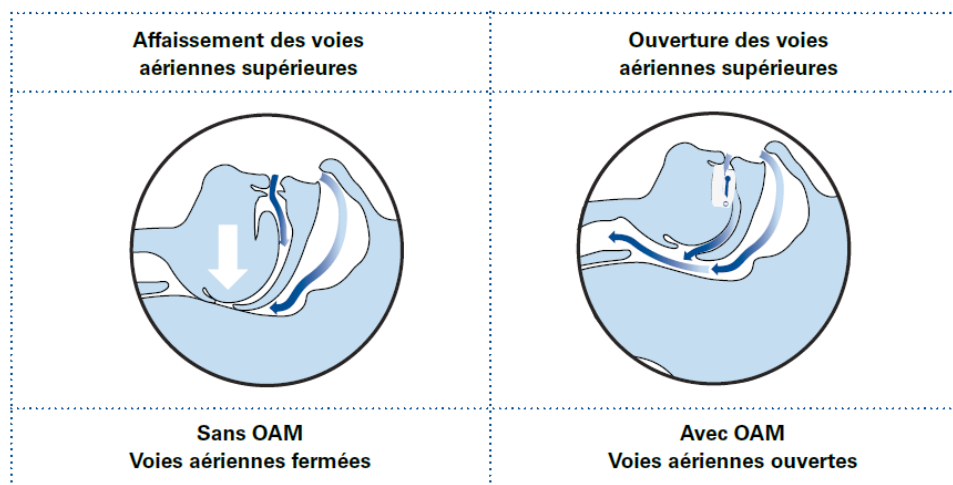 Affaissement des voies
aériennes supérieures
Ouverture des voies
aériennes supérieures
Sans OAM
Voies aériennes fermées
Avec OAM
Voies aériennes ouvertes